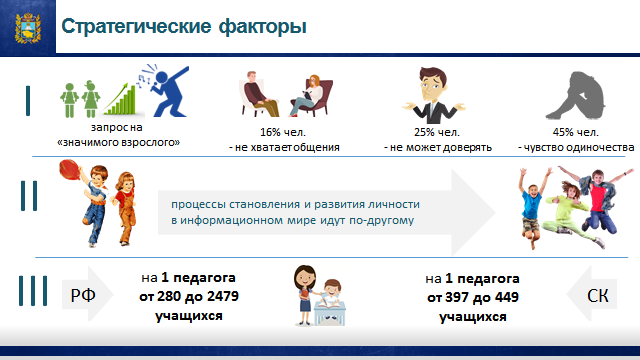 Стратегические факторы
I
запрос на
«значимого взрослого»
16% чел.
- не хватает общения
25% чел.
- не может доверять
45% чел.
- чувство одиночества
II
процессы становления и развития личности
в информационном мире идут по-другому
III
РФ
на 1 педагога
от 280 до 2479
учащихся
на 1 педагога
от 397 до 449
учащихся
СК